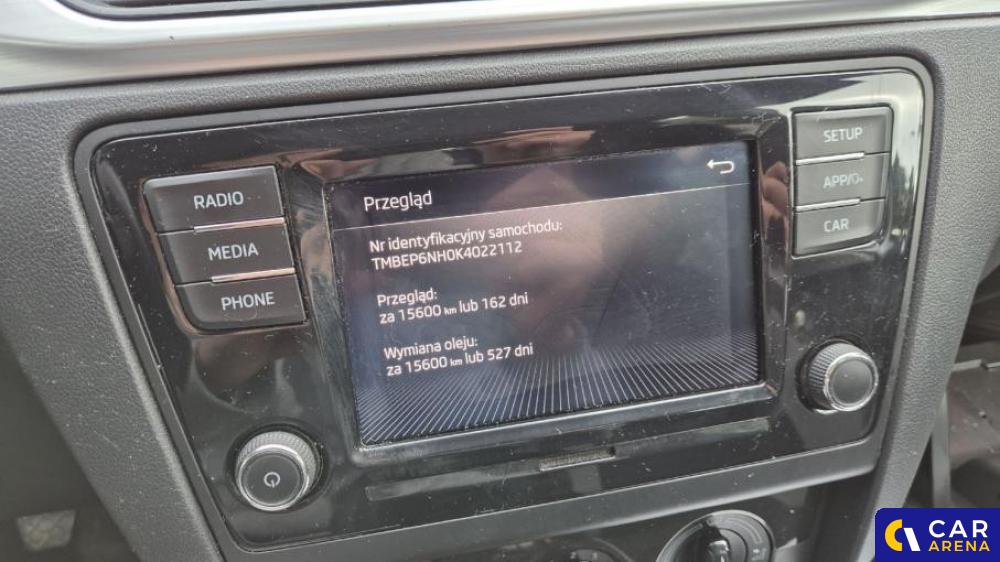 RADIO
MEDIA
PHONE
Przegląd
Nr identyfikacyjny samochodu:
TMBEP6NH0K4022112
Przegląd:
za 15600 km lub 162 dni
Wymiana oleju:
za 15600 km lub 527 dni
SETUP
APP/
CAR
CAR
ARENA